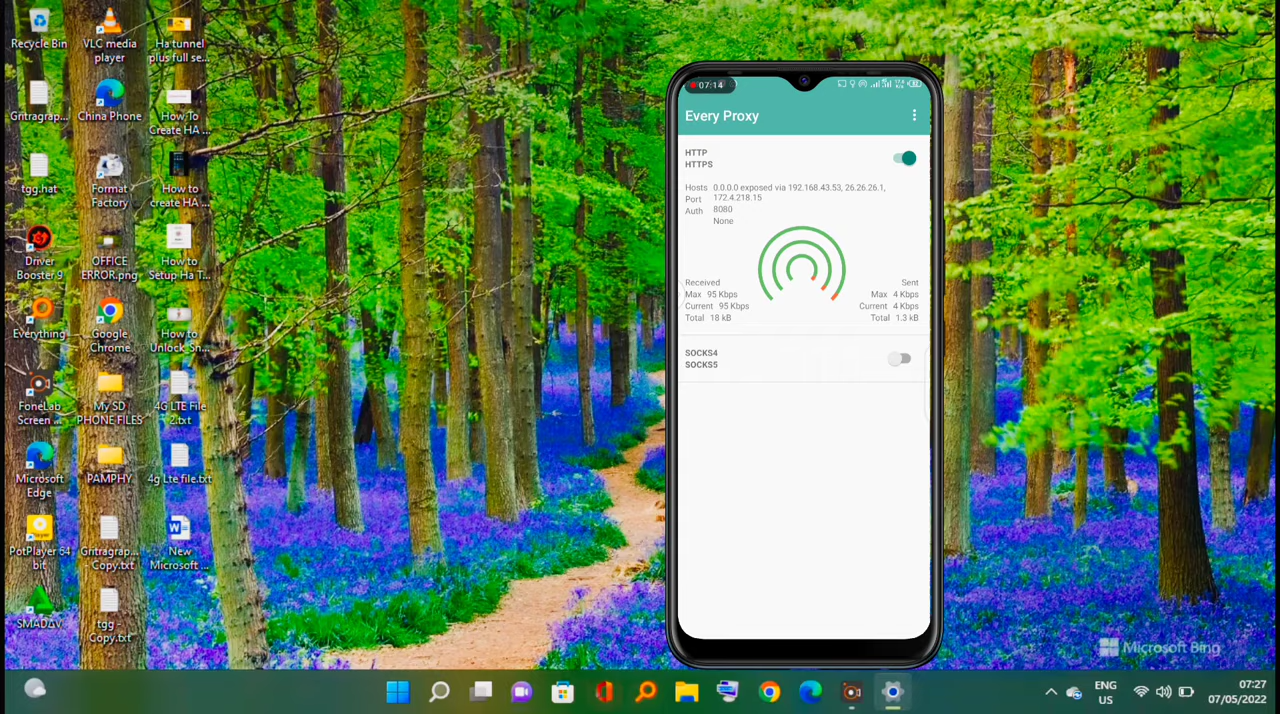 Recycle Bin
VLC media
player
Ha tunnel
plus full se...
Gritragrap...
China Phone
How To
Create HA ...
tgg.hat
Format
Factory
How to
create HA ...
Driver
Booster 9
OFFICE
ERROR.png
How to
Setup Ha T...
Everything
Google
Chrome
How to
Unlock Sn...
FoneLab
Screen ...
My SD
PHONE FILES
4G LTE File
2.txt
Microsoft
Edge
PAMPHY
4g Lte file.txt
PotPlayer 64
bit
Gritragrap...
- Copy.txt
New
Microsoft ...
SMADAV
tgg -
Copy.txt
07:14
Every Proxy
HTTP
HTTPS
Hosts 0.0.0.0 exposed via 192.168.43.53, 26.26.26.1,
172.4.218.15
Port 8080
Auth None
Received
Max 95 Kbps
Current 95 Kbps
Total 18 kB
Sent
Max 4 Kbps
Current 4 Kbps
Total 1.3 kB
SOCKS4
SOCKS5
Microsoft Bing
ENG
US
07:27
07/05/2022